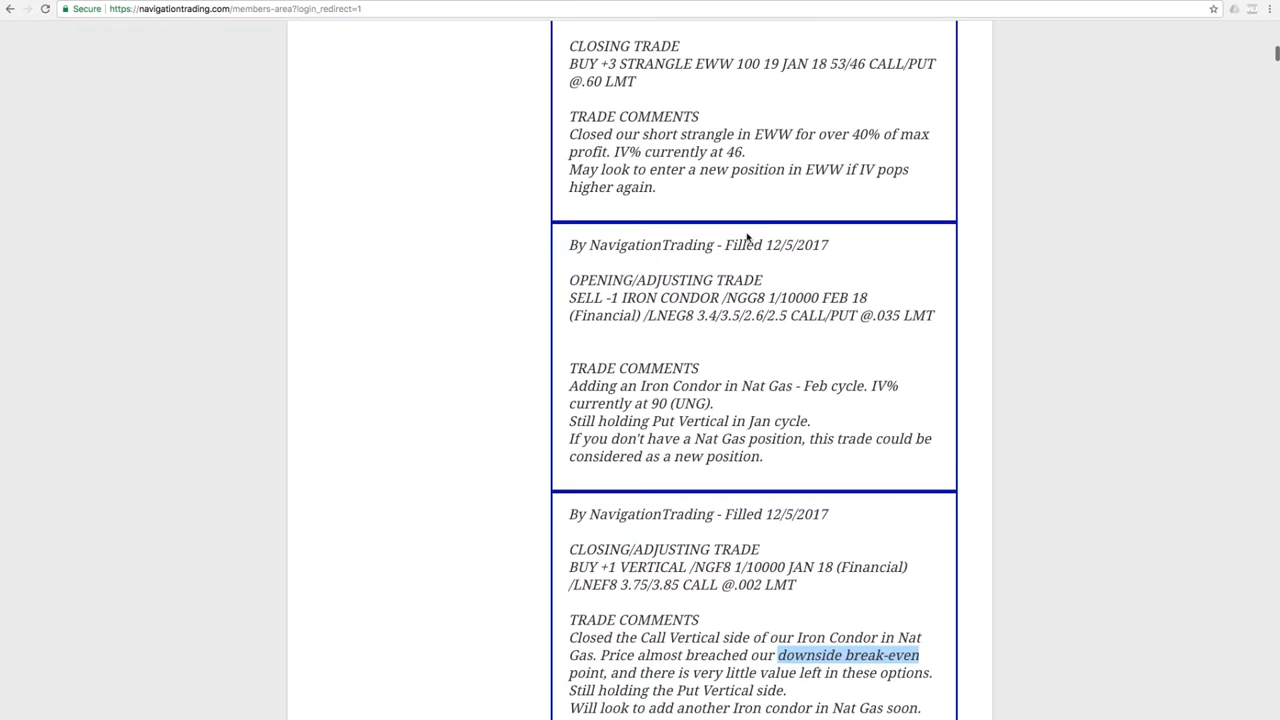 Secure
https://navigationtrading.com/members-area?login_redirect=1
CLOSING TRADE
BUY +3 STRANGLE EWW 100 19 JAN 18 53/46 CALL/PUT
@.60 LMT
TRADE COMMENTS
Closed our short strangle in EWW for over 40% of max
profit. IV% currently at 46.
May look to enter a new position in EWW if IV pops
higher again.
By NavigationTrading - Filled 12/5/2017
OPENING/ADJUSTING TRADE
SELL -1 IRON CONDOR /NGG8 1/10000 FEB 18
(Financial) /LNEG8 3.4/3.5/2.6/2.5 CALL/PUT @.035 LMT
TRADE COMMENTS
Adding an Iron Condor in Nat Gas - Feb cycle. IV%
currently at 90 (UNG).
Still holding Put Vertical in Jan cycle.
If you don't have a Nat Gas position, this trade could be
considered as a new position.
By NavigationTrading - Filled 12/5/2017
CLOSING/ADJUSTING TRADE
BUY +1 VERTICAL /NGF8 1/10000 JAN 18 (Financial)
/LNEF8 3.75/3.85 CALL @.002 LMT
TRADE COMMENTS
Closed the Call Vertical side of our Iron Condor in Nat
Gas. Price almost breached our downside break-even
point, and there is very little value left in these options.
Still holding the Put Vertical side.
Will look to add another Iron condor in Nat Gas soon.